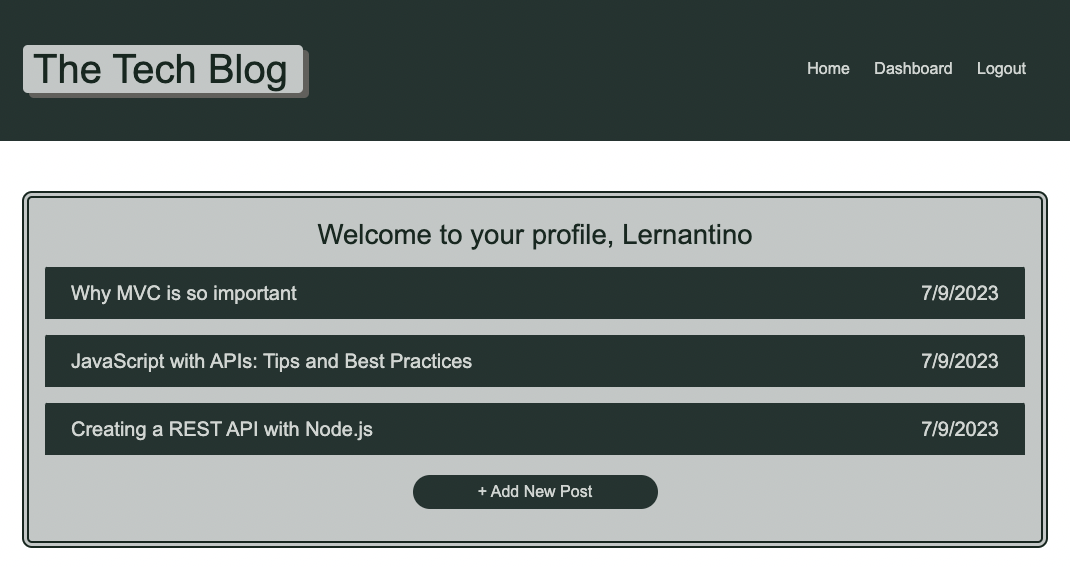 The Tech Blog
Home Dashboard Logout
Welcome to your profile, Lernantino
Why MVC is so important 7/9/2023
JavaScript with APIs: Tips and Best Practices 7/9/2023
Creating a REST API with Node.js 7/9/2023
+ Add New Post